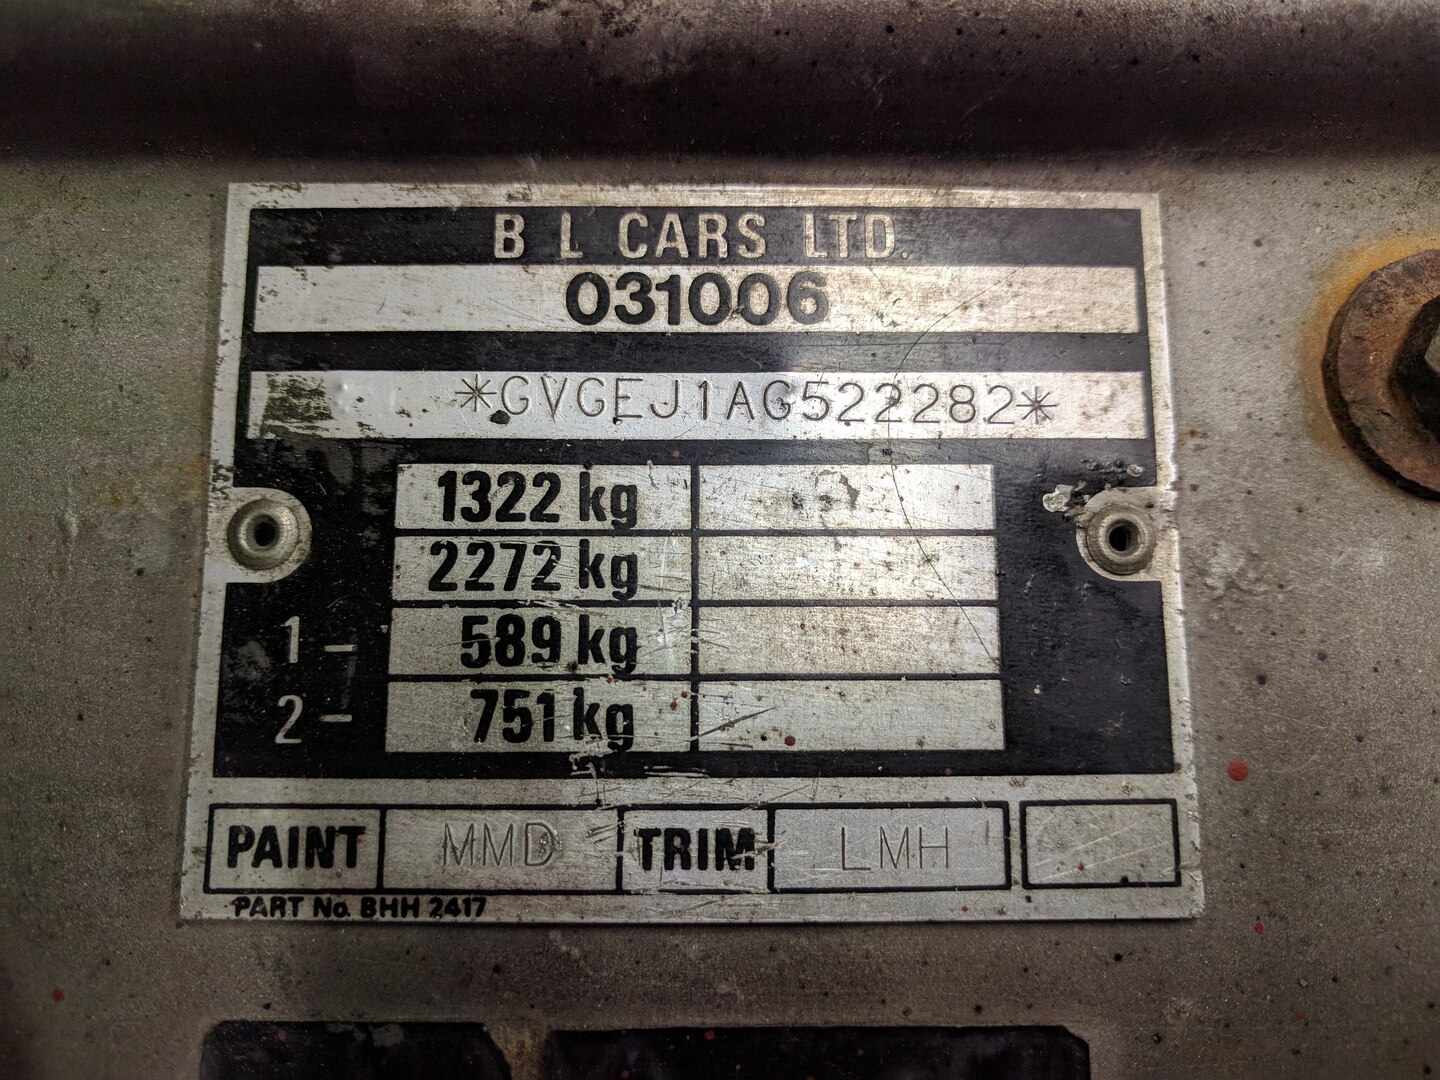 B L CARS LTD.
031006
*GVGEJ1AG522282*
1322 kg
2272 kg
1 - 589 kg
2 - 751 kg
PAINT MMD TRIM LMH
PART No. BHH 2417